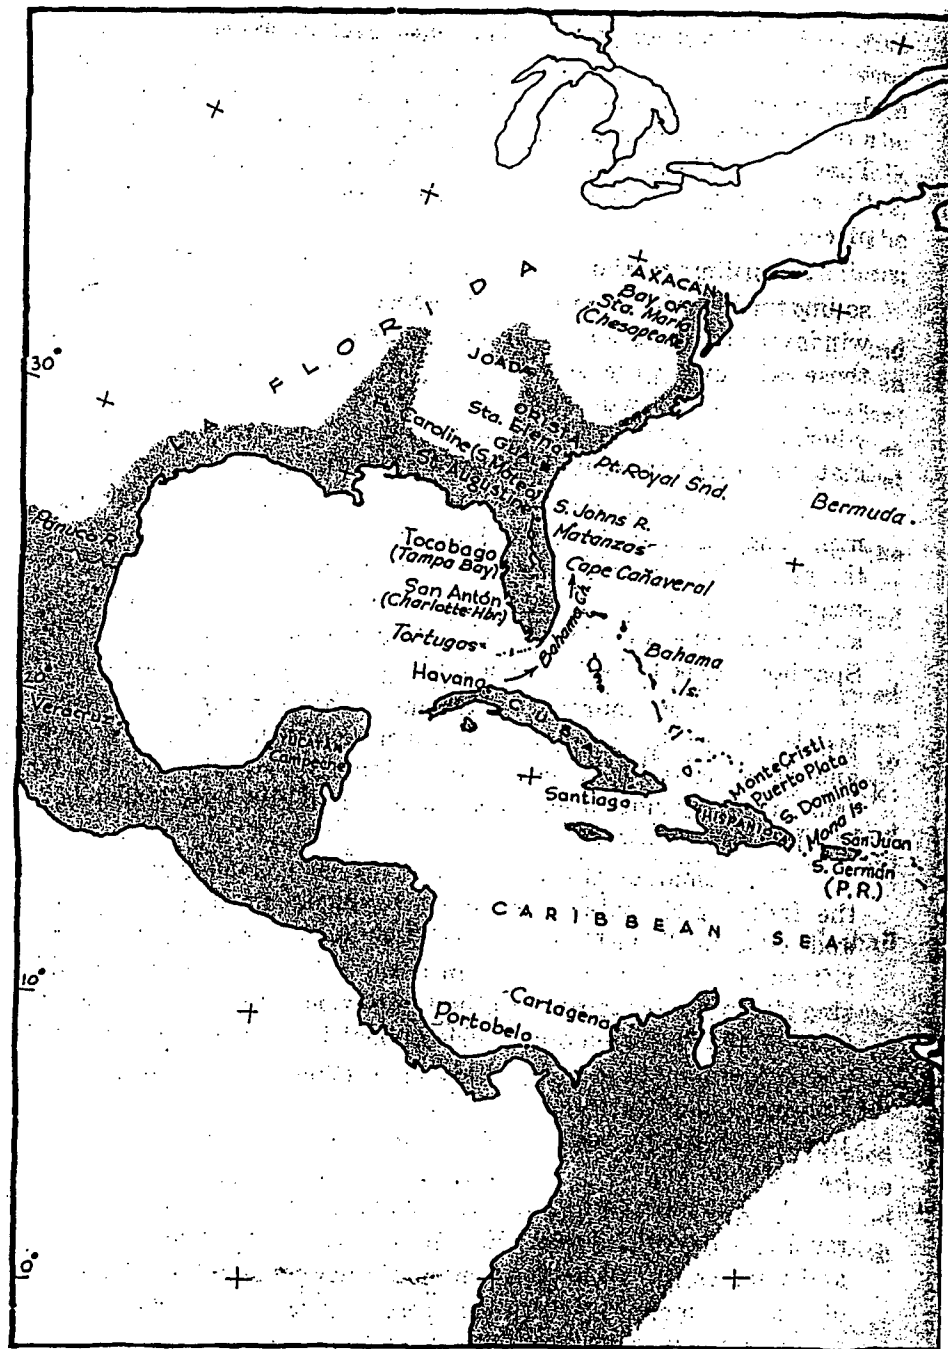 LA FLORIDA
AXACAN
Bay of
Sta. Maria
(Chesapeake)
30°
JOADA
ORISTA
Sta. Elena
GUALE
Caroline (S. Mateo)
St. Augustine
Pt. Royal Snd.
Bermuda
S. Johns R.
Matanzas
Pánuco R.
Tocobago
(Tampa Bay)
Cape Cañaveral
San Antón
(Charlotte Hbr.)
Tortugas
Bahama Ch.
Bahama
Is.
Havana
20°
CUBA
Veracruz
YUCATAN
Campeche
Santiago
Monte Cristi
Puerto Plata
HISPANIOLA
S. Domingo
Mona Is.
San Juan
S. Germán
(P.R.)
CARIBBEAN SEA
10°
Cartagena
Portobelo
0°